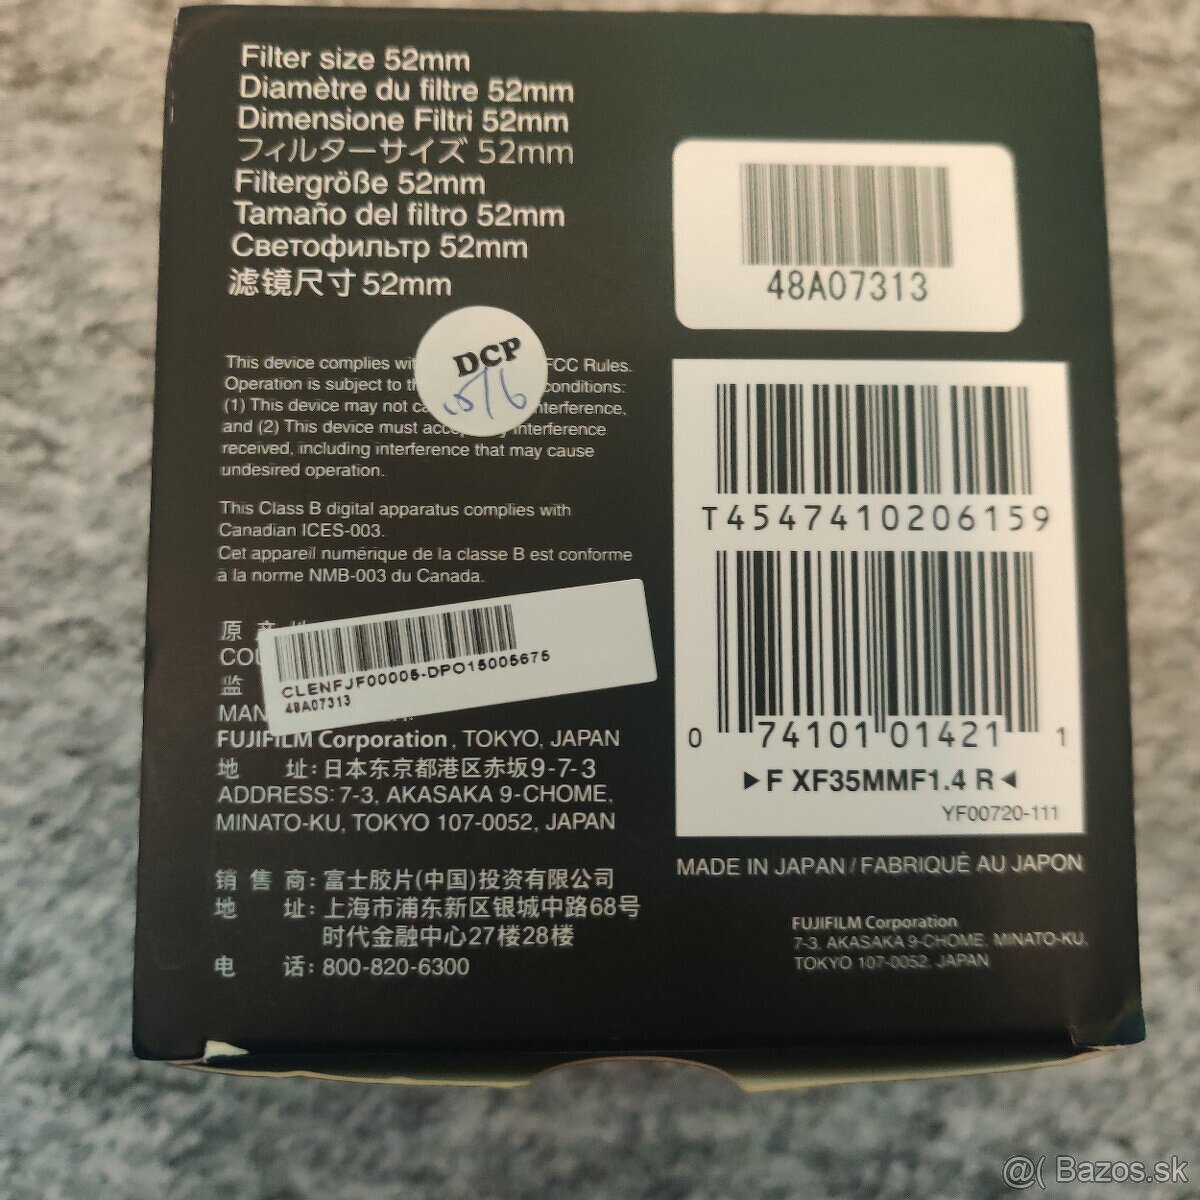 Filter size 52mm
Diamètre du filtre 52mm
Dimensione Filtri 52mm
フィルターサイズ 52mm
Filtergröße 52mm
Tamaño del filtro 52mm
Светофильтр 52mm
滤镜尺寸 52mm
48A07313
DCP
This device complies FCC Rules.
Operation is subject to conditions:
(1) This device may not interference,
and (2) This device must interference
received, including interference that may cause
undesired operation.
This Class B digital apparatus complies with
Canadian ICES-003.
Cet appareil numérique de la classe B est conforme
à la norme NMB-003 du Canada.
T4547410206159
0 74101 01421 1
▶F XF35MMF1.4 R◀
YF00720-111
MADE IN JAPAN / FABRIQUÉ AU JAPON
原
监
CLENFJF00005-DPO15005675
48A07313
FUJIFILM Corporation, TOKYO, JAPAN
地 址:日本东京都港区赤坂9-7-3
ADDRESS: 7-3, AKASAKA 9-CHOME,
MINATO-KU, TOKYO 107-0052, JAPAN
销 售 商:富士胶片(中国)投资有限公司
地 址:上海市浦东新区银城中路68号
时代金融中心27楼28楼
电 话:800-820-6300
FUJIFILM Corporation
7-3, AKASAKA 9-CHOME, MINATO-KU,
TOKYO 107-0052, JAPAN
@( Bazos.sk